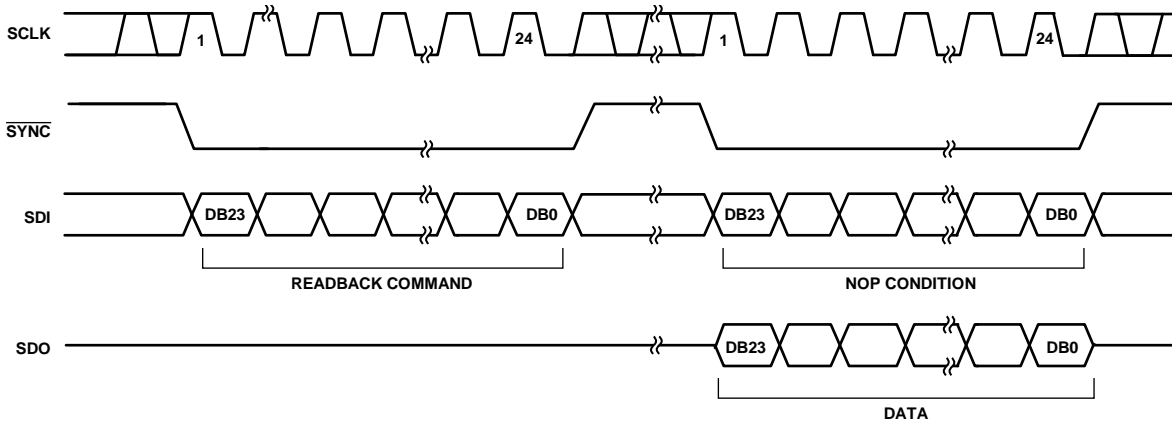 SCLK 1 24 1 24
SYNC
SDI DB23 DB0 DB23 DB0
READBACK COMMAND NOP CONDITION
SDO DB23 DB0
DATA